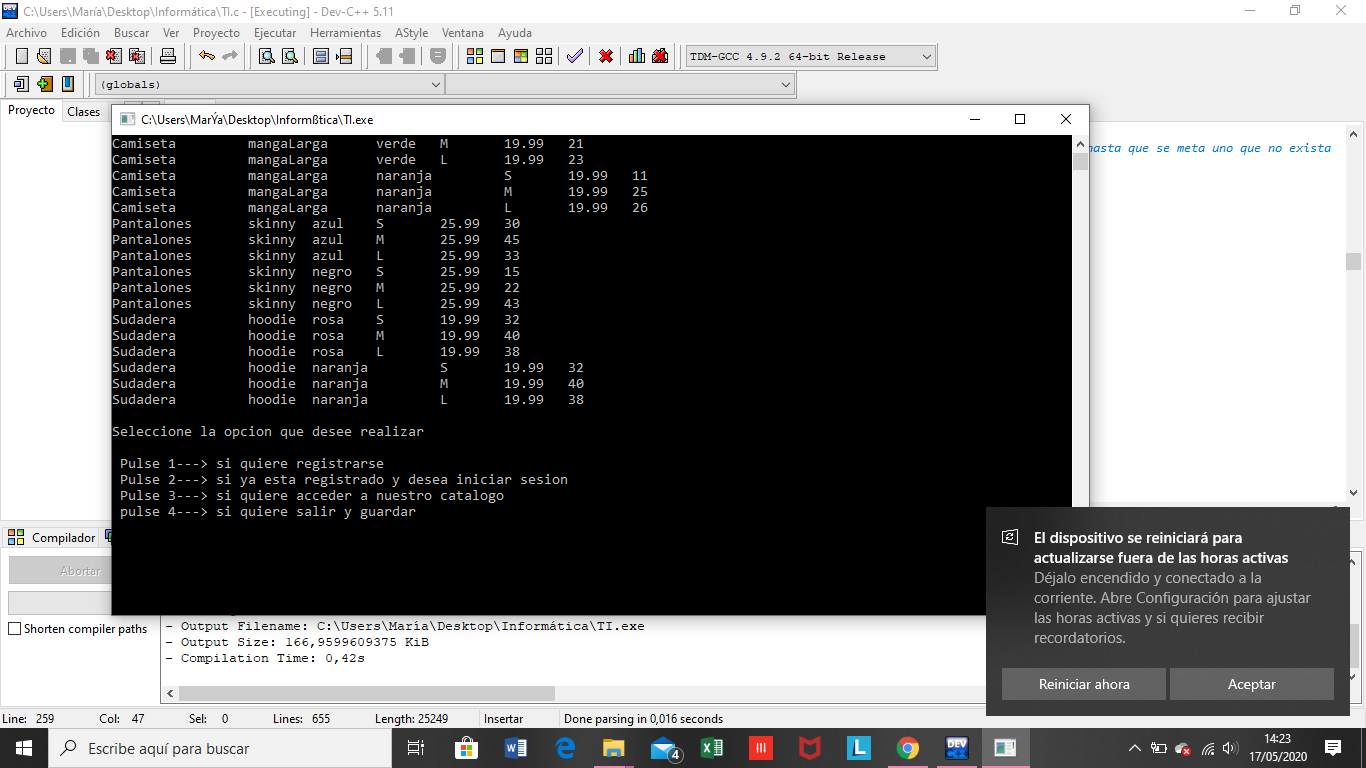 C:\Users\María\Desktop\Informática\TI.c - [Executing] - Dev-C++ 5.11
Archivo Edición Buscar Ver Proyecto Ejecutar Herramientas AStyle Ventana Ayuda
TDM-GCC 4.9.2 64-bit Release
(globals)
Proyecto Clases
hasta que se meta uno que no exista
C:\Users\MarÝa\Desktop\Informßtica\TI.exe
Camiseta mangaLarga verde M 19.99 21
Camiseta mangaLarga verde L 19.99 23
Camiseta mangaLarga naranja S 19.99 11
Camiseta mangaLarga naranja M 19.99 25
Camiseta mangaLarga naranja L 19.99 26
Pantalones skinny azul S 25.99 30
Pantalones skinny azul M 25.99 45
Pantalones skinny azul L 25.99 33
Pantalones skinny negro S 25.99 15
Pantalones skinny negro M 25.99 22
Pantalones skinny negro L 25.99 43
Sudadera hoodie rosa S 19.99 32
Sudadera hoodie rosa M 19.99 40
Sudadera hoodie rosa L 19.99 38
Sudadera hoodie naranja S 19.99 32
Sudadera hoodie naranja M 19.99 40
Sudadera hoodie naranja L 19.99 38
Seleccione la opcion que desee realizar
Pulse 1---> si quiere registrarse
Pulse 2---> si ya esta registrado y desea iniciar sesion
Pulse 3---> si quiere acceder a nuestro catalogo
pulse 4---> si quiere salir y guardar
Compilador
Abortar
Shorten compiler paths
- Output Filename: C:\Users\María\Desktop\Informática\TI.exe
- Output Size: 166,9599609375 KiB
- Compilation Time: 0,42s
El dispositivo se reiniciará para
actualizarse fuera de las horas activas
Déjalo encendido y conectado a la
corriente. Abre Configuración para ajustar
las horas activas y si quieres recibir
recordatorios.
Reiniciar ahora Aceptar
Line: 259 Col: 47 Sel: 0 Lines: 655 Length: 25249 Insertar Done parsing in 0,016 seconds
Escribe aquí para buscar
4
DEV
14:23
17/05/2020